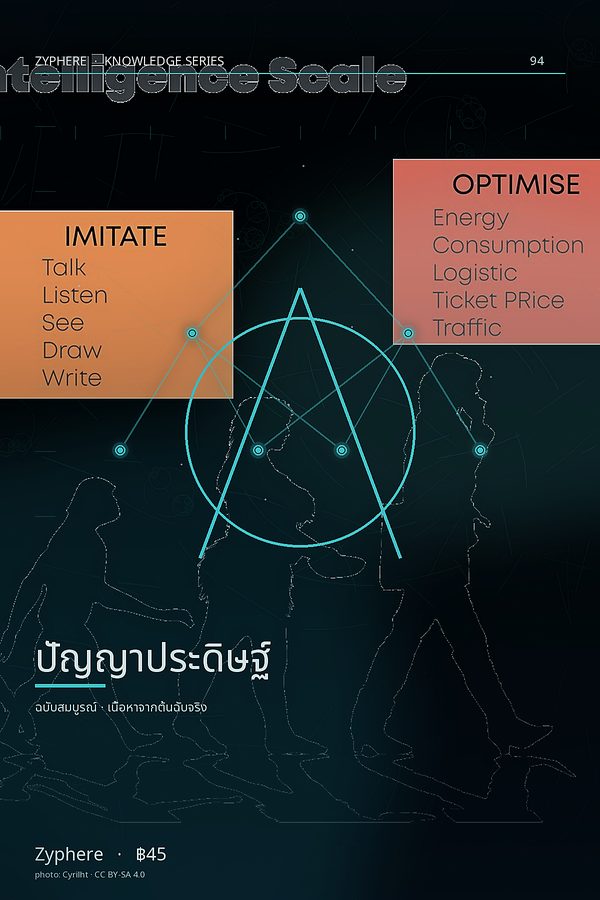 ZYPHERE · KNOWLEDGE SERIES
94
ntelligence Scale
OPTIMISE
Energy
Consumption
Logistic
Ticket PRice
Traffic
IMITATE
Talk
Listen
See
Draw
Write
ปัญญาประดิษฐ์
ฉบับสมบูรณ์ · เนื้อหาจากต้นฉบับจริง
Zyphere · ฿45
photo: Cyrilht · CC BY-SA 4.0